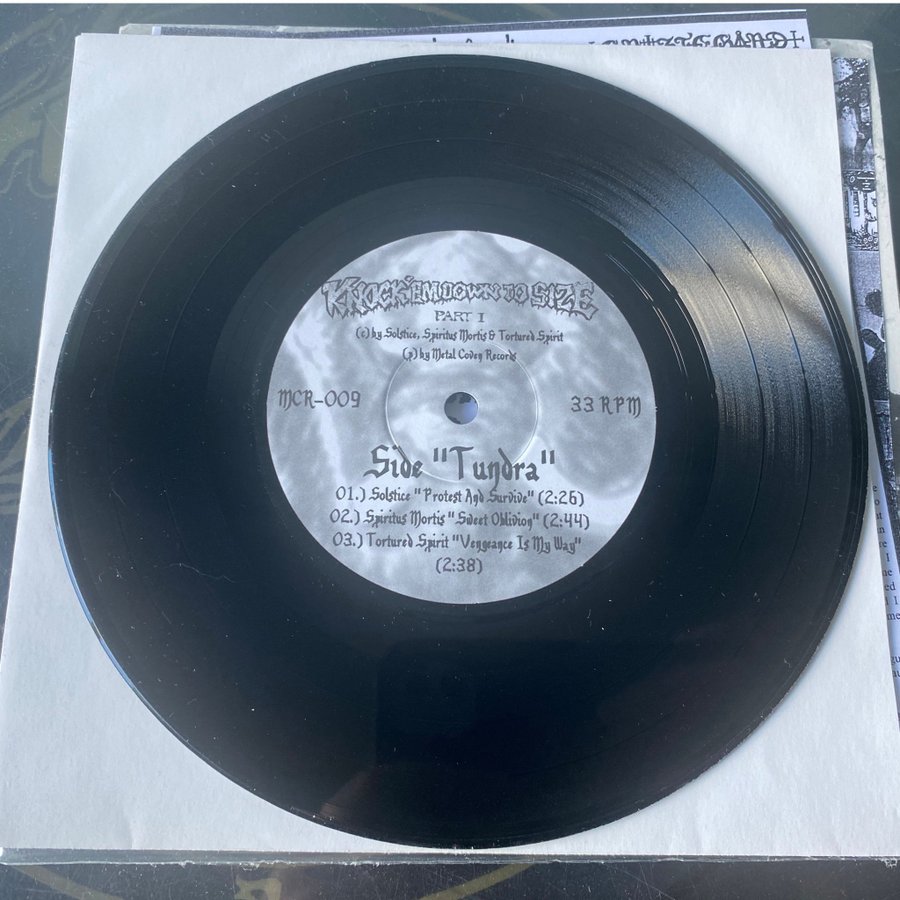 KNOCK 'EM DOWN TO SIZE
PART I
(c) by Solstice, Spiritus Mortis & Tortured Spirit
(p) by Metal Coven Records
MCR-009
33 RPM
Side "Tundra"
01.) Solstice "Protest And Survive" (2:26)
02.) Spiritus Mortis "Sweet Oblivion" (2:44)
03.) Tortured Spirit "Vengeance Is My Way"
(2:38)